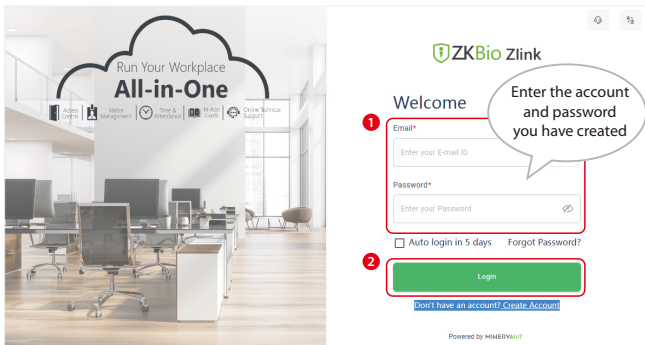 Run Your Workplace
All-in-One
Access Control
Visitor Management
Time & Attendance
In-App Guide
Online Technical Support
ZKBio Zlink
Welcome
Enter the account
and password
you have created
1
Email*
Enter your E-mail ID
Password*
Enter your Password
Auto login in 5 days Forgot Password?
2
Login
Don't have an account? Create Account
Powered by MINERVAIoT